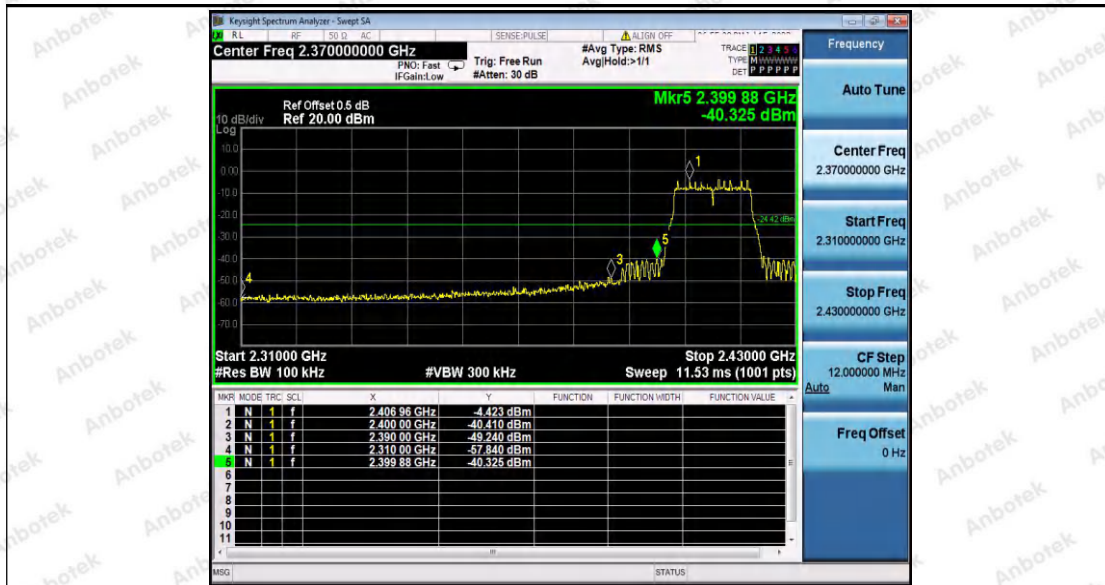 Keysight Spectrum Analyzer - Swept SA
RL RF 50 Ω AC SENSE:PULSE ALIGN OFF
Center Freq 2.370000000 GHz
PNO: Fast
IFGain:Low
Trig: Free Run
#Atten: 30 dB
#Avg Type: RMS
Avg|Hold:>1/1
TRACE 1 2 3 4 5 6
TYPE M WWWWW
DET P P P P P P
Mkr5 2.399 88 GHz
-40.325 dBm
Ref Offset 0.5 dB
10 dB/div Ref 20.00 dBm
Log
10.0
0.00
-10.0
-20.0
-30.0
-40.0
-50.0
-60.0
-70.0
1
-24.42 dBm
5
3
4
Start 2.31000 GHz Stop 2.43000 GHz
#Res BW 100 kHz #VBW 300 kHz Sweep 11.53 ms (1001 pts)
MKR MODE TRC SCL X Y FUNCTION FUNCTION WIDTH FUNCTION VALUE
1 N 1 f 2.406 96 GHz -4.423 dBm
2 N 1 f 2.400 00 GHz -40.410 dBm
3 N 1 f 2.390 00 GHz -49.240 dBm
4 N 1 f 2.310 00 GHz -57.840 dBm
5 N 1 f 2.399 88 GHz -40.325 dBm
6
7
8
9
10
11
MSG STATUS
Frequency
Auto Tune
Center Freq
2.370000000 GHz
Start Freq
2.310000000 GHz
Stop Freq
2.430000000 GHz
CF Step
12.000000 MHz
Auto Man
Freq Offset
0 Hz
Anbotek